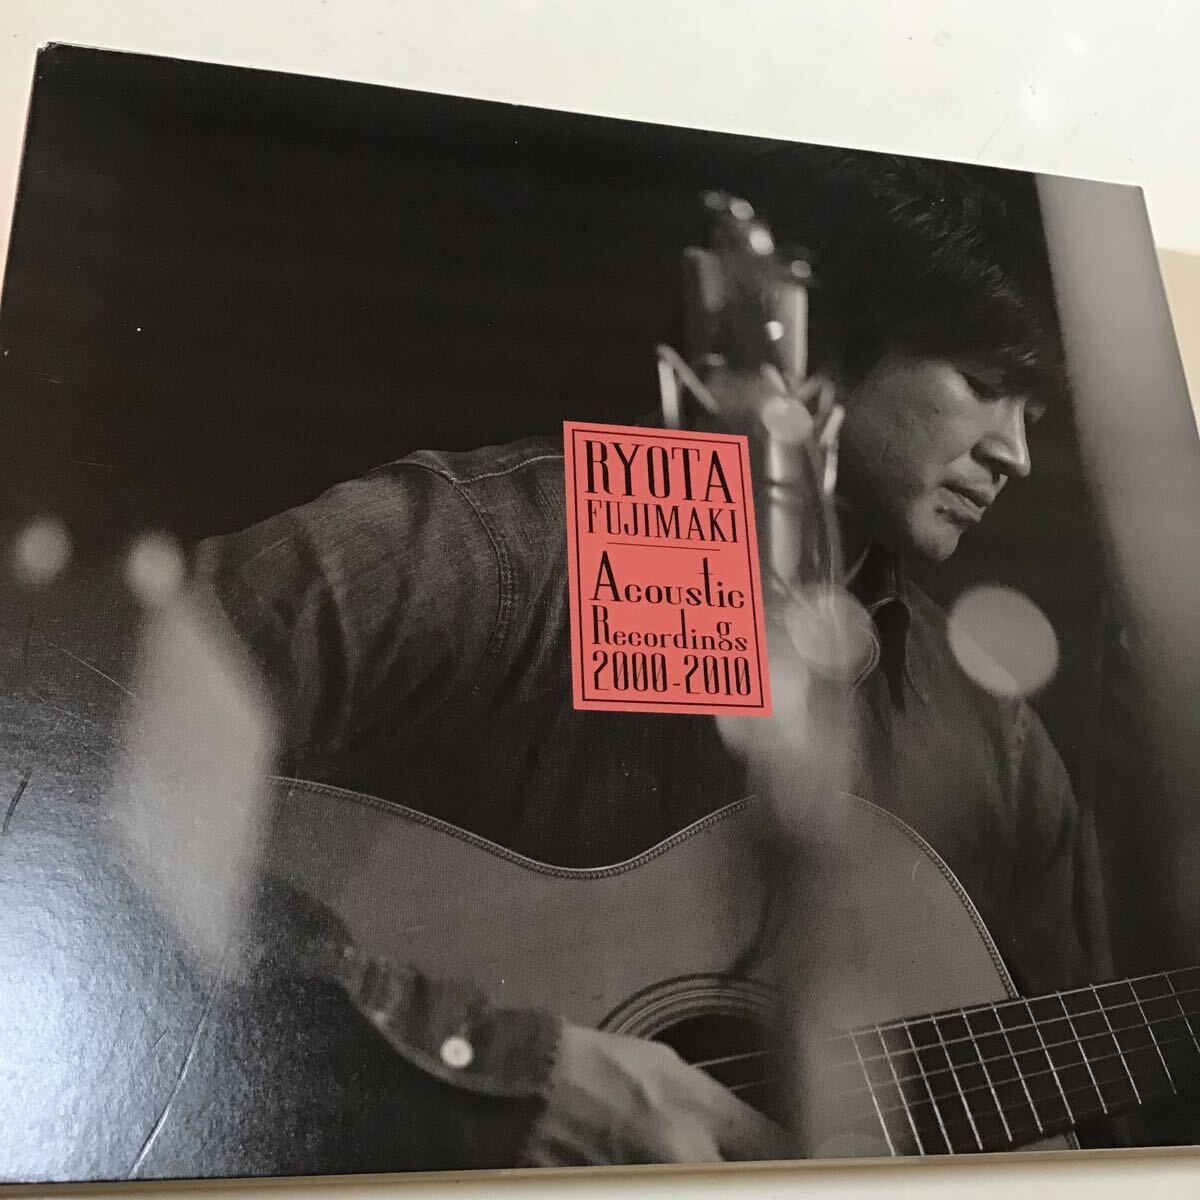 RYOTA
FUJIMAKI
Acoustic
Recordings
2000-2010